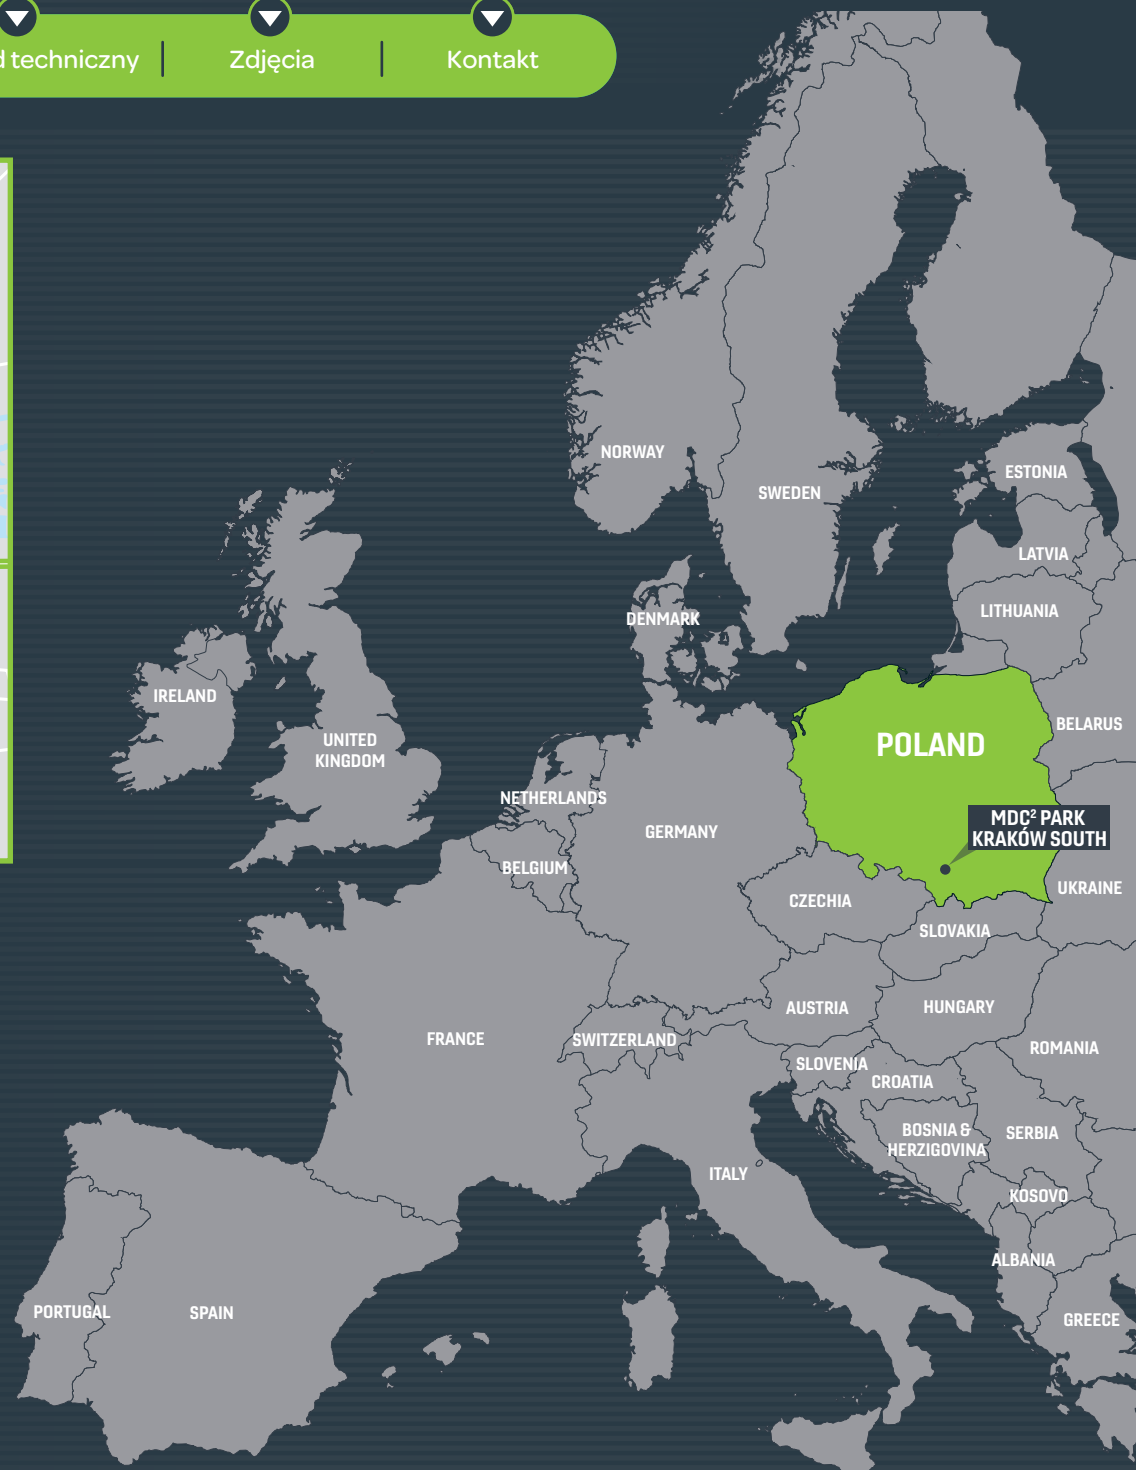 techniczny
Zdjęcia
Kontakt
NORWAY
SWEDEN
ESTONIA
LATVIA
LITHUANIA
DENMARK
IRELAND
UNITED
KINGDOM
BELARUS
POLAND
NETHERLANDS
GERMANY
MDC² PARK
KRAKÓW SOUTH
BELGIUM
CZECHIA
UKRAINE
SLOVAKIA
AUSTRIA
HUNGARY
FRANCE
SWITZERLAND
ROMANIA
SLOVENIA
CROATIA
BOSNIA &
HERZIGOVINA
SERBIA
ITALY
KOSOVO
ALBANIA
PORTUGAL
SPAIN
GREECE